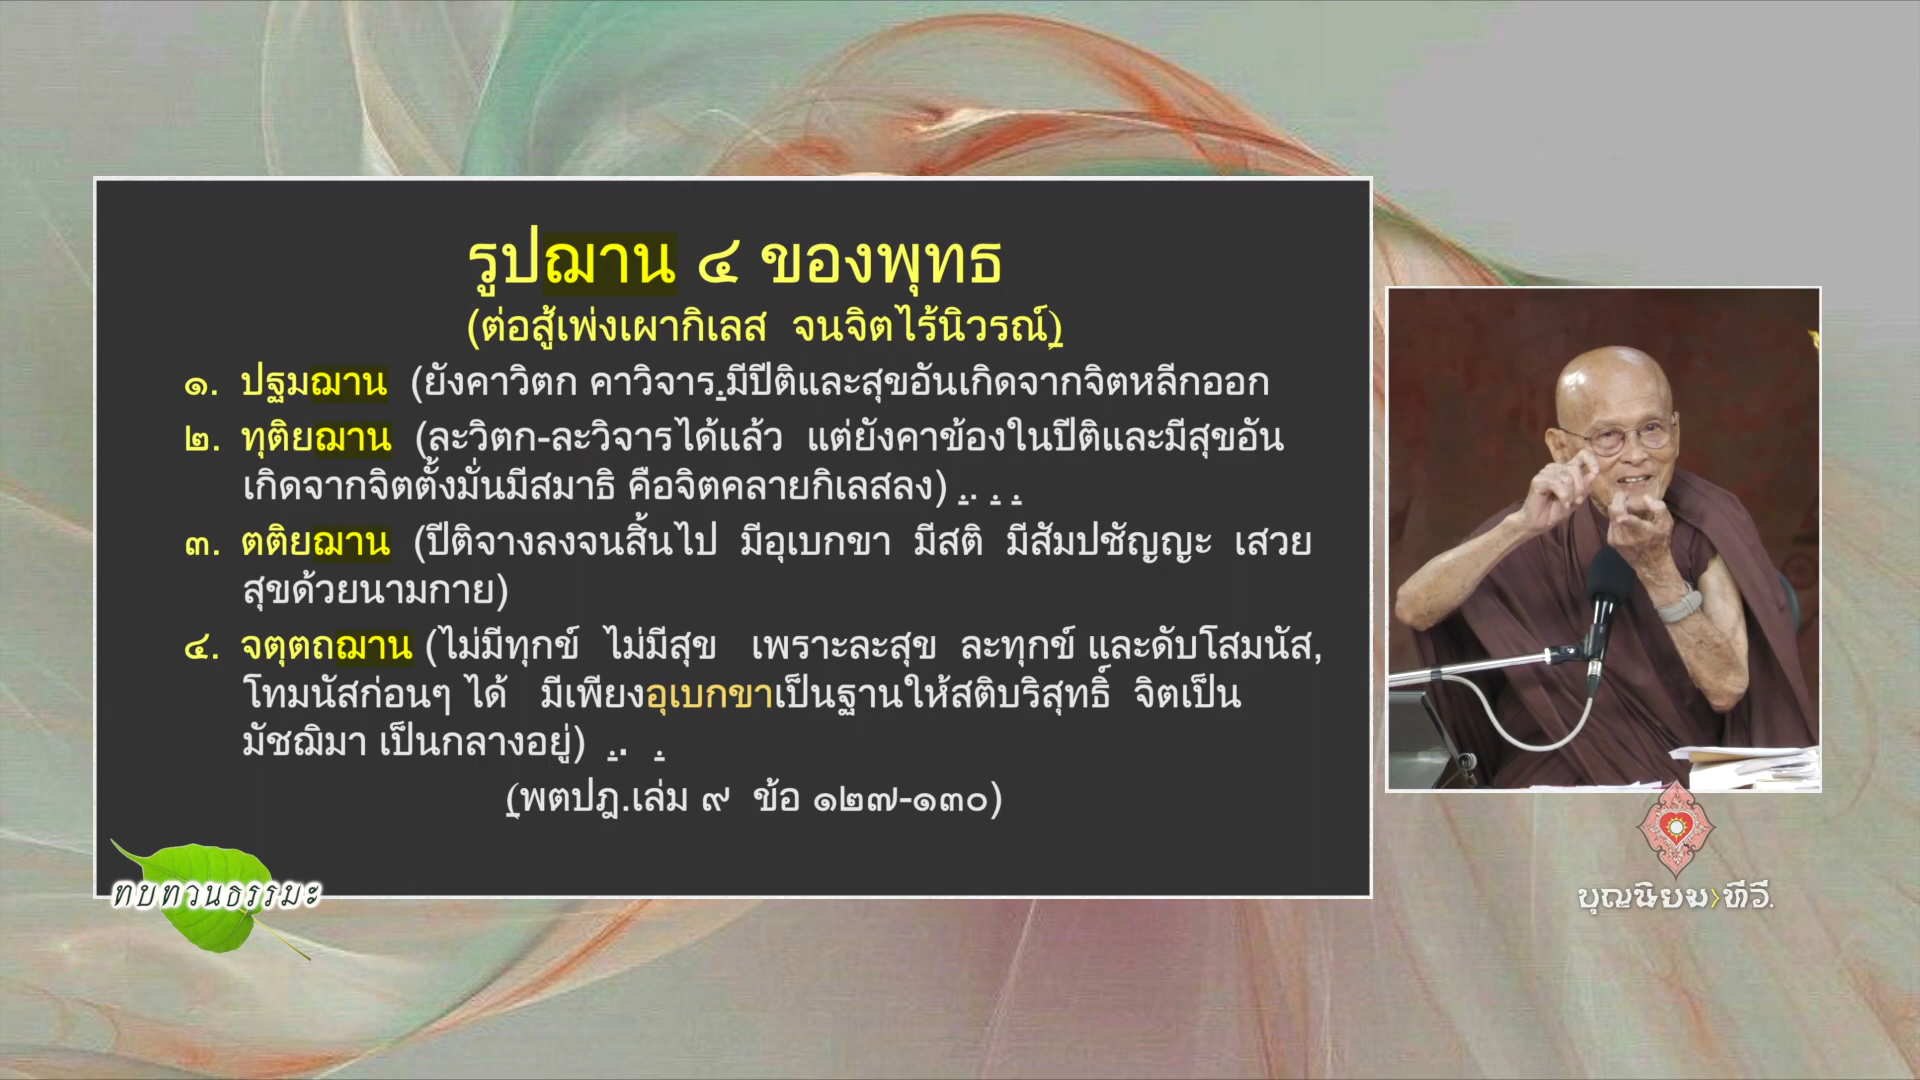 รูปฌาน ๔ ของพุทธ
(ต่อสู้เพ่งเผากิเลส จนจิตไร้นิวรณ์)
๑. ปฐมฌาน (ยังคาวิตก คาวิจาร.มีปีติและสุขอันเกิดจากจิตหลีกออก
๒. ทุติยฌาน (ละวิตก-ละวิจารได้แล้ว แต่ยังคาข้องในปีติและมีสุขอัน
เกิดจากจิตตั้งมั่นมีสมาธิ คือจิตคลายกิเลสลง) .. . .
๓. ตติยฌาน (ปีติจางลงจนสิ้นไป มีอุเบกขา มีสติ มีสัมปชัญญะ เสวย
สุขด้วยนามกาย)
๔. จตุตถฌาน (ไม่มีทุกข์ ไม่มีสุข เพราะละสุข ละทุกข์ และดับโสมนัส,
โทมนัสก่อนๆ ได้ มีเพียงอุเบกขาเป็นฐานให้สติบริสุทธิ์ จิตเป็น
มัชฌิมา เป็นกลางอยู่) .. .
(พตปฎ.เล่ม ๙ ข้อ ๑๒๗-๑๓๐)
ทบทวนธรรมะ
บุญนิยม>ทีวี.